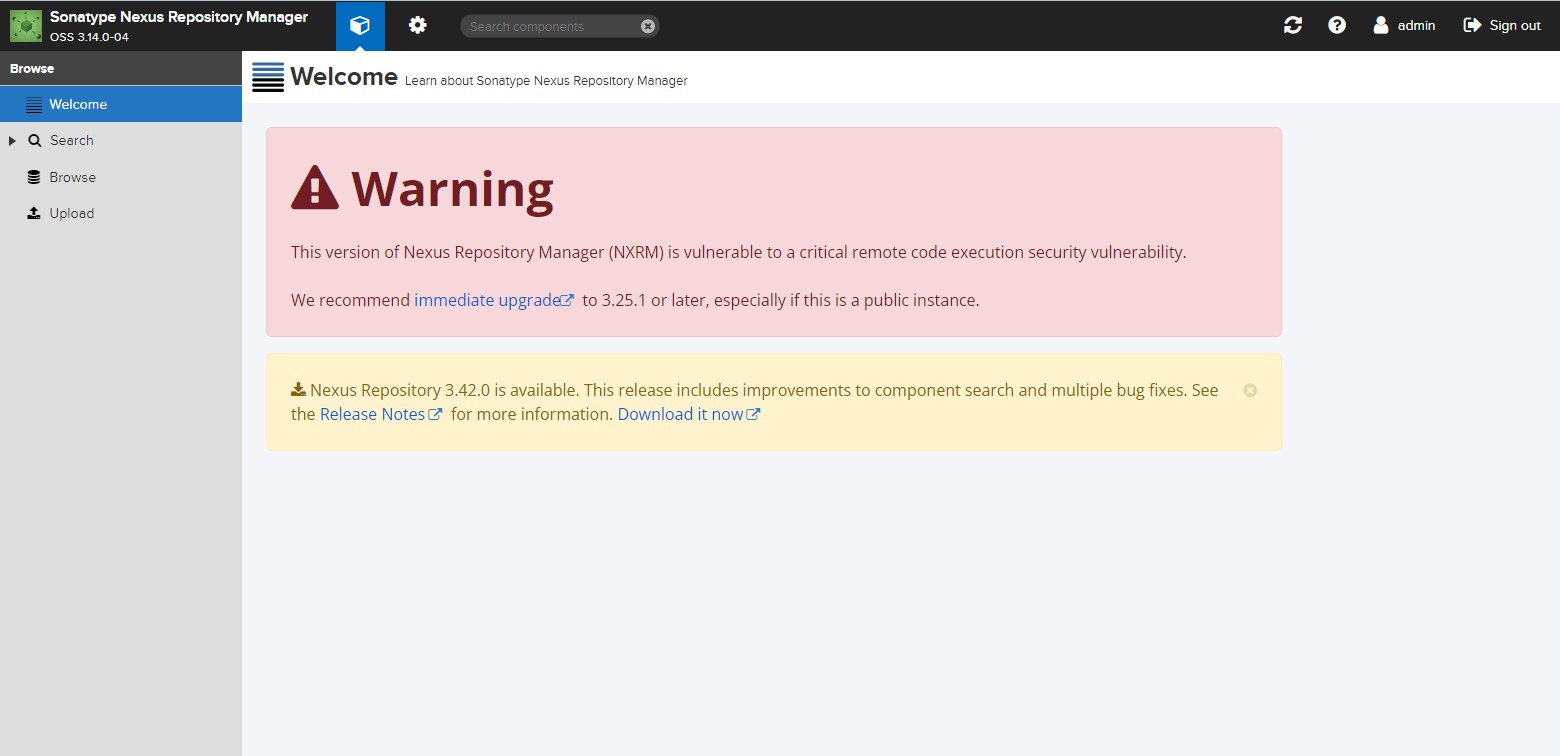 Sonatype Nexus Repository Manager
OSS 3.14.0-04
Search components
admin
Sign out
Browse
Welcome
Search
Browse
Upload
Welcome Learn about Sonatype Nexus Repository Manager
Warning
This version of Nexus Repository Manager (NXRM) is vulnerable to a critical remote code execution security vulnerability.
We recommend immediate upgrade to 3.25.1 or later, especially if this is a public instance.
Nexus Repository 3.42.0 is available. This release includes improvements to component search and multiple bug fixes. See
the Release Notes for more information. Download it now